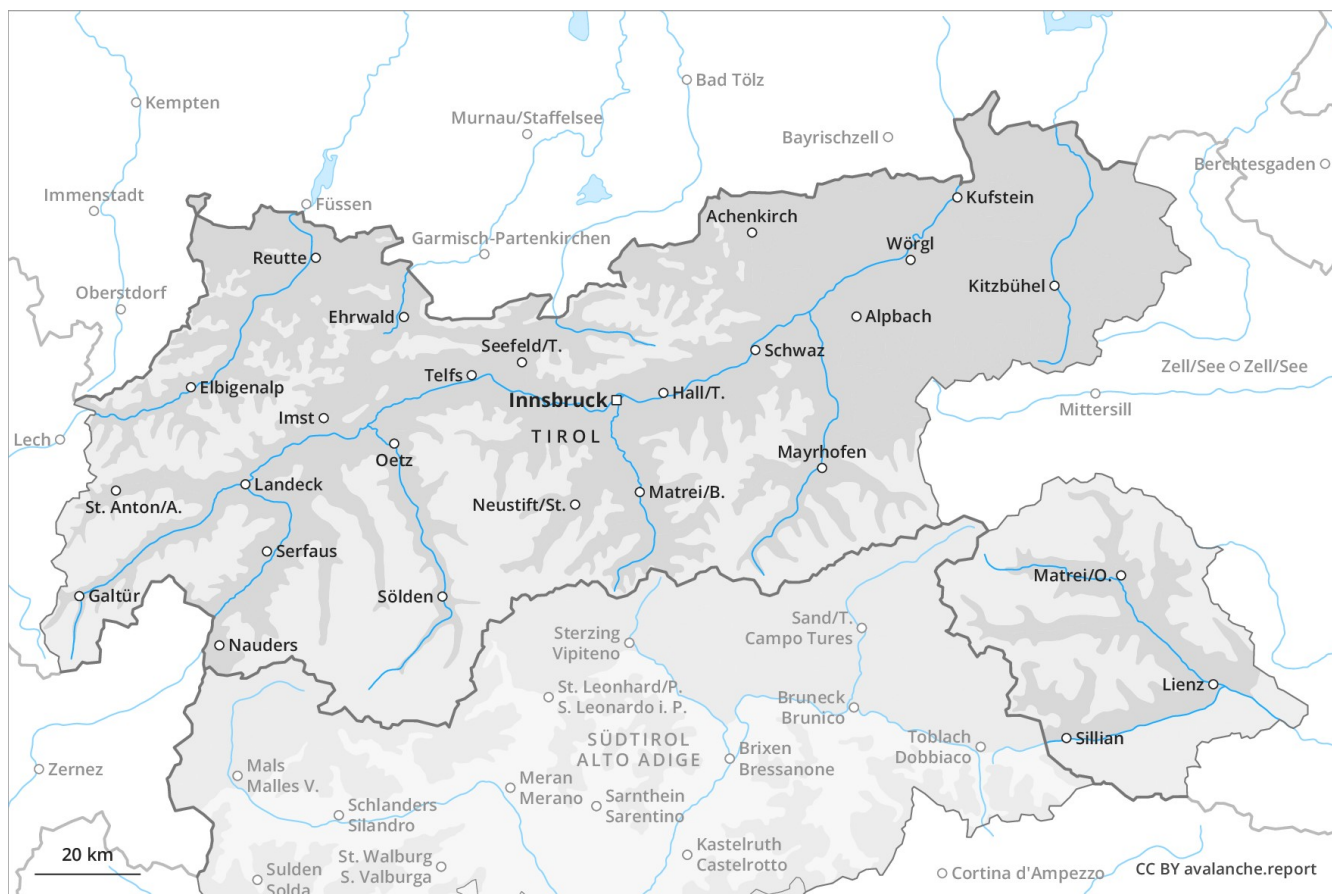 Bad Tölz
Kempten
Murnau/Staffelsee
Bayrischzell
Berchtesgaden
Immenstadt
Füssen
Kufstein
Achenkirch
Garmisch-Partenkirchen
Wörgl
Reutte
Kitzbühel
Oberstdorf
Ehrwald
Alpbach
Seefeld/T.
Schwaz
Zell/See
Zell/See
Telfs
Elbigenalp
Innsbruck
Hall/T.
Mittersill
Imst
Lech
TIROL
Oetz
Mayrhofen
Landeck
Matrei/B.
St. Anton/A.
Neustift/St.
Serfaus
Matrei/O.
Galtür
Sölden
Sand/T.
Campo Tures
Sterzing
Vipiteno
Nauders
Lienz
St. Leonhard/P.
S. Leonardo i. P.
Bruneck
Brunico
Sillian
SÜDTIROL
ALTO ADIGE
Toblach
Dobbiaco
Brixen
Bressanone
Zernez
Mals
Malles V.
Meran
Merano
Sarnthein
Sarentino
Schlanders
Silandro
Kastelruth
Castelrotto
20 km
St. Walburg
S. Valburga
Sulden
Solda
Cortina d'Ampezzo
CC BY avalanche.report